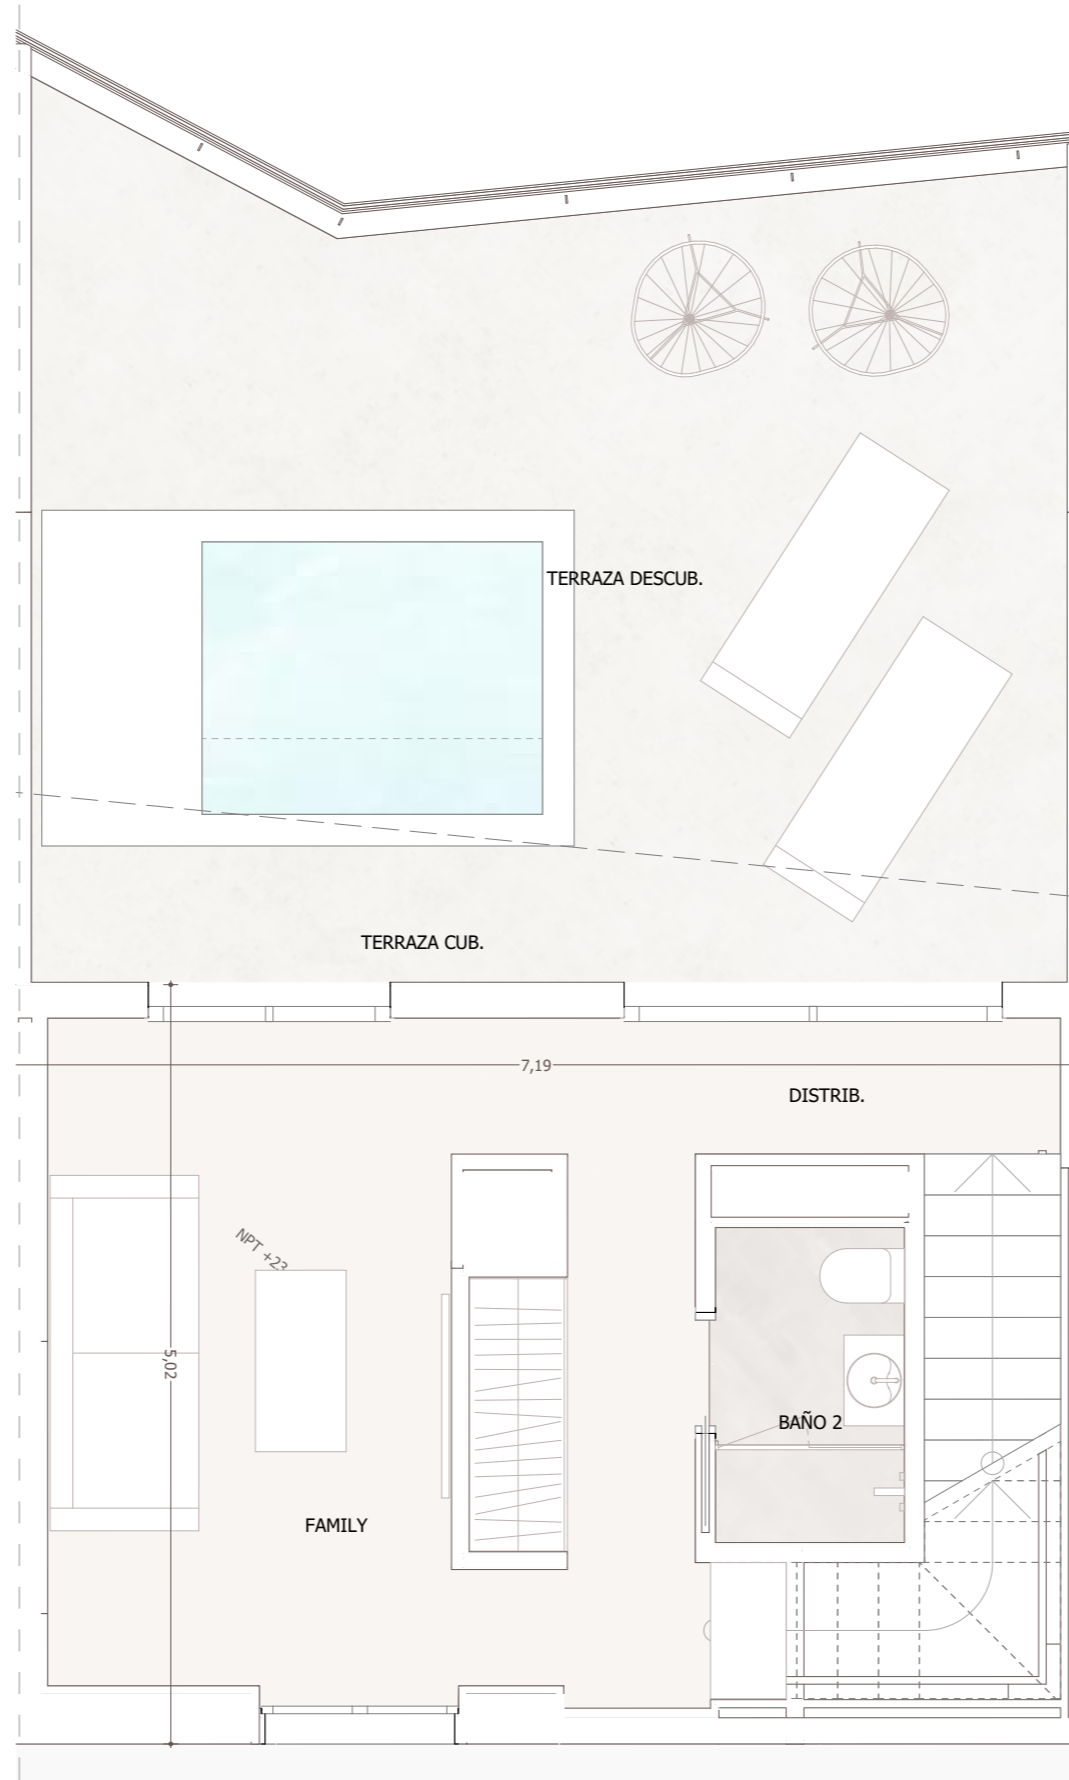 TERRAZA DESCUB.
TERRAZA CUB.
7,19
DISTRIB.
NPT +23
5,02
BAÑO 2
FAMILY